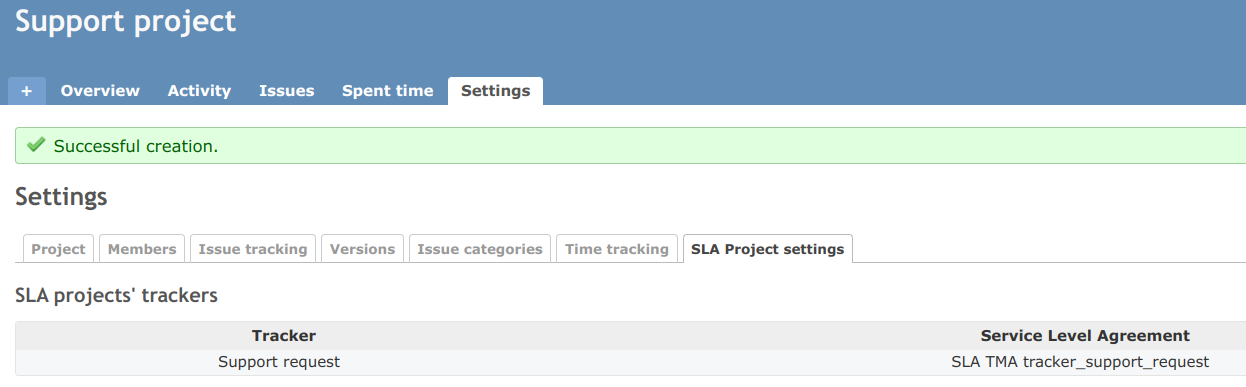 Support project
+ Overview Activity Issues Spent time Settings
Successful creation.
Settings
Project Members Issue tracking Versions Issue categories Time tracking SLA Project settings
SLA projects' trackers
Tracker Service Level Agreement
Support request SLA TMA tracker_support_request